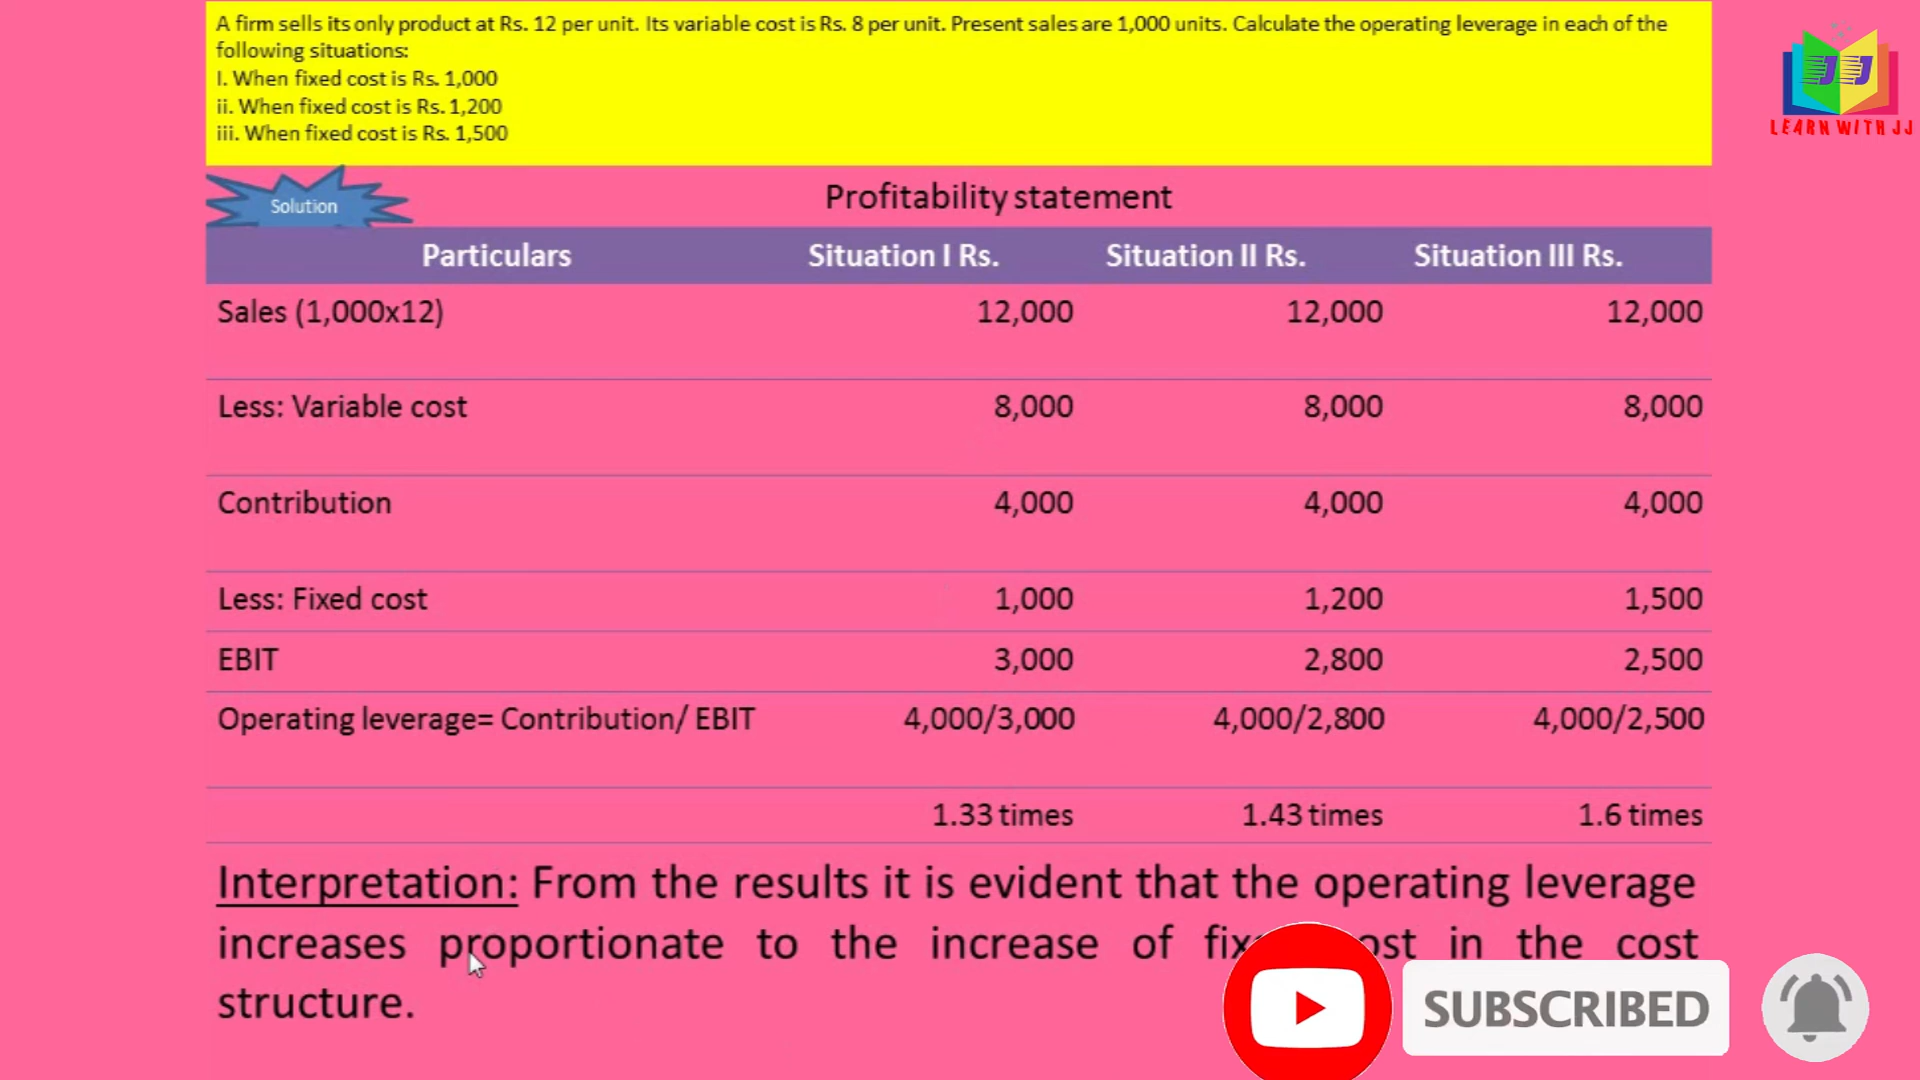 A firm sells its only product at Rs. 12 per unit. Its variable cost is Rs. 8 per unit. Present sales are 1,000 units. Calculate the operating leverage in each of the
following situations:
I. When fixed cost is Rs. 1,000
ii. When fixed cost is Rs. 1,200
iii. When fixed cost is Rs. 1,500
JJ
LEARN WITH JJ
Solution
Profitability statement
Particulars Situation I Rs. Situation II Rs. Situation III Rs.
Sales (1,000x12) 12,000 12,000 12,000
Less: Variable cost 8,000 8,000 8,000
Contribution 4,000 4,000 4,000
Less: Fixed cost 1,000 1,200 1,500
EBIT 3,000 2,800 2,500
Operating leverage= Contribution/ EBIT 4,000/3,000 4,000/2,800 4,000/2,500
1.33 times 1.43 times 1.6 times
Interpretation: From the results it is evident that the operating leverage
increases proportionate to the increase of in the cost
structure.
SUBSCRIBED